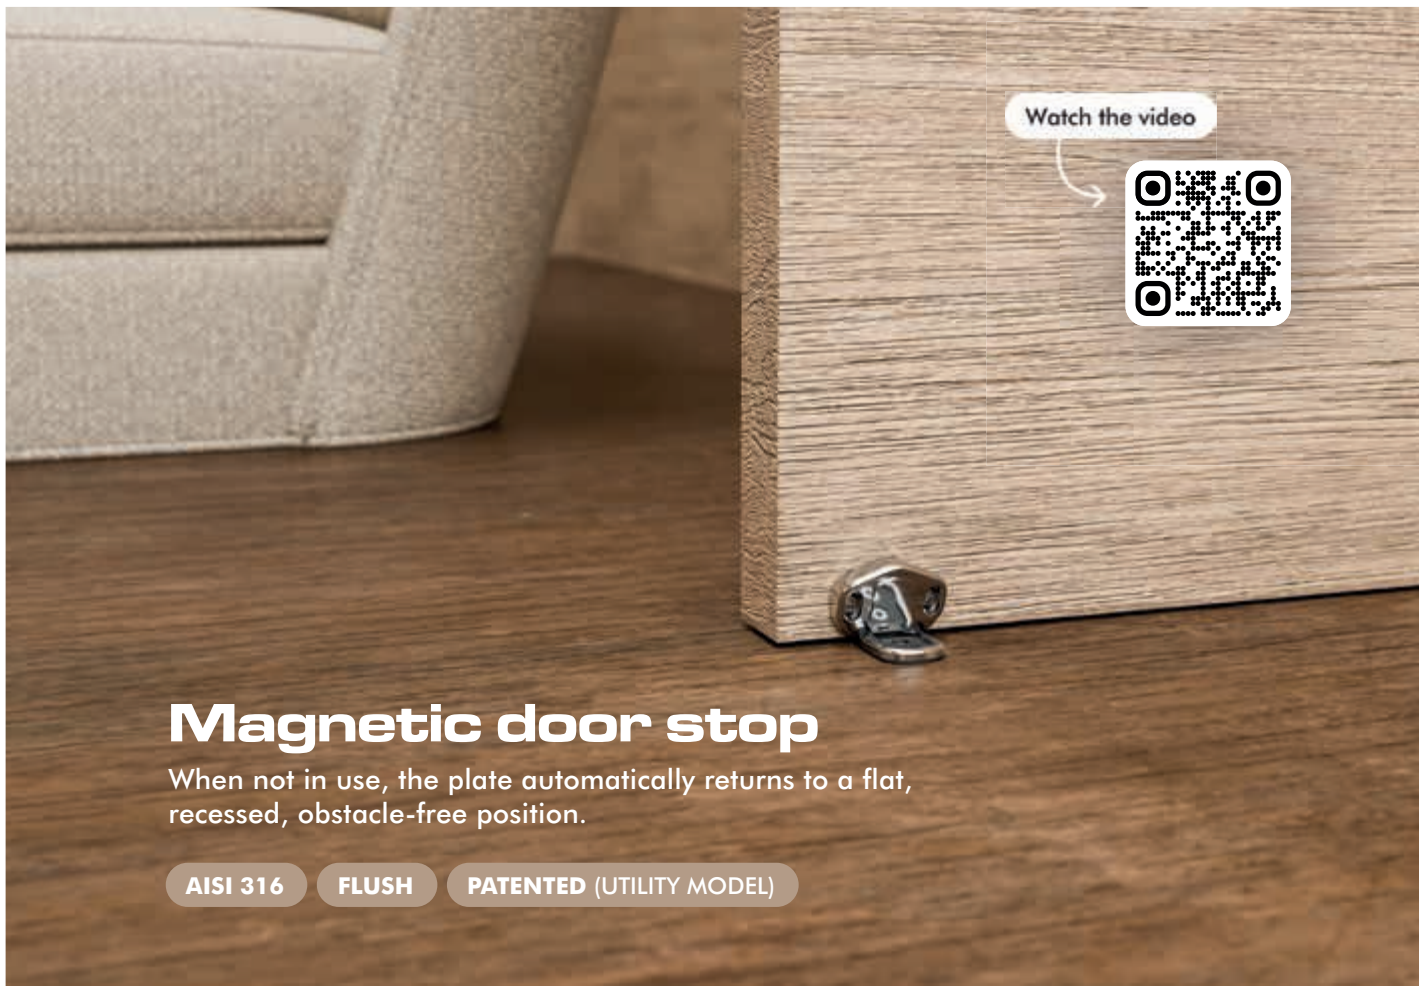 Watch the video
Magnetic door stop
When not in use, the plate automatically returns to a flat,
recessed, obstacle-free position.
AISI 316
FLUSH
PATENTED (UTILITY MODEL)